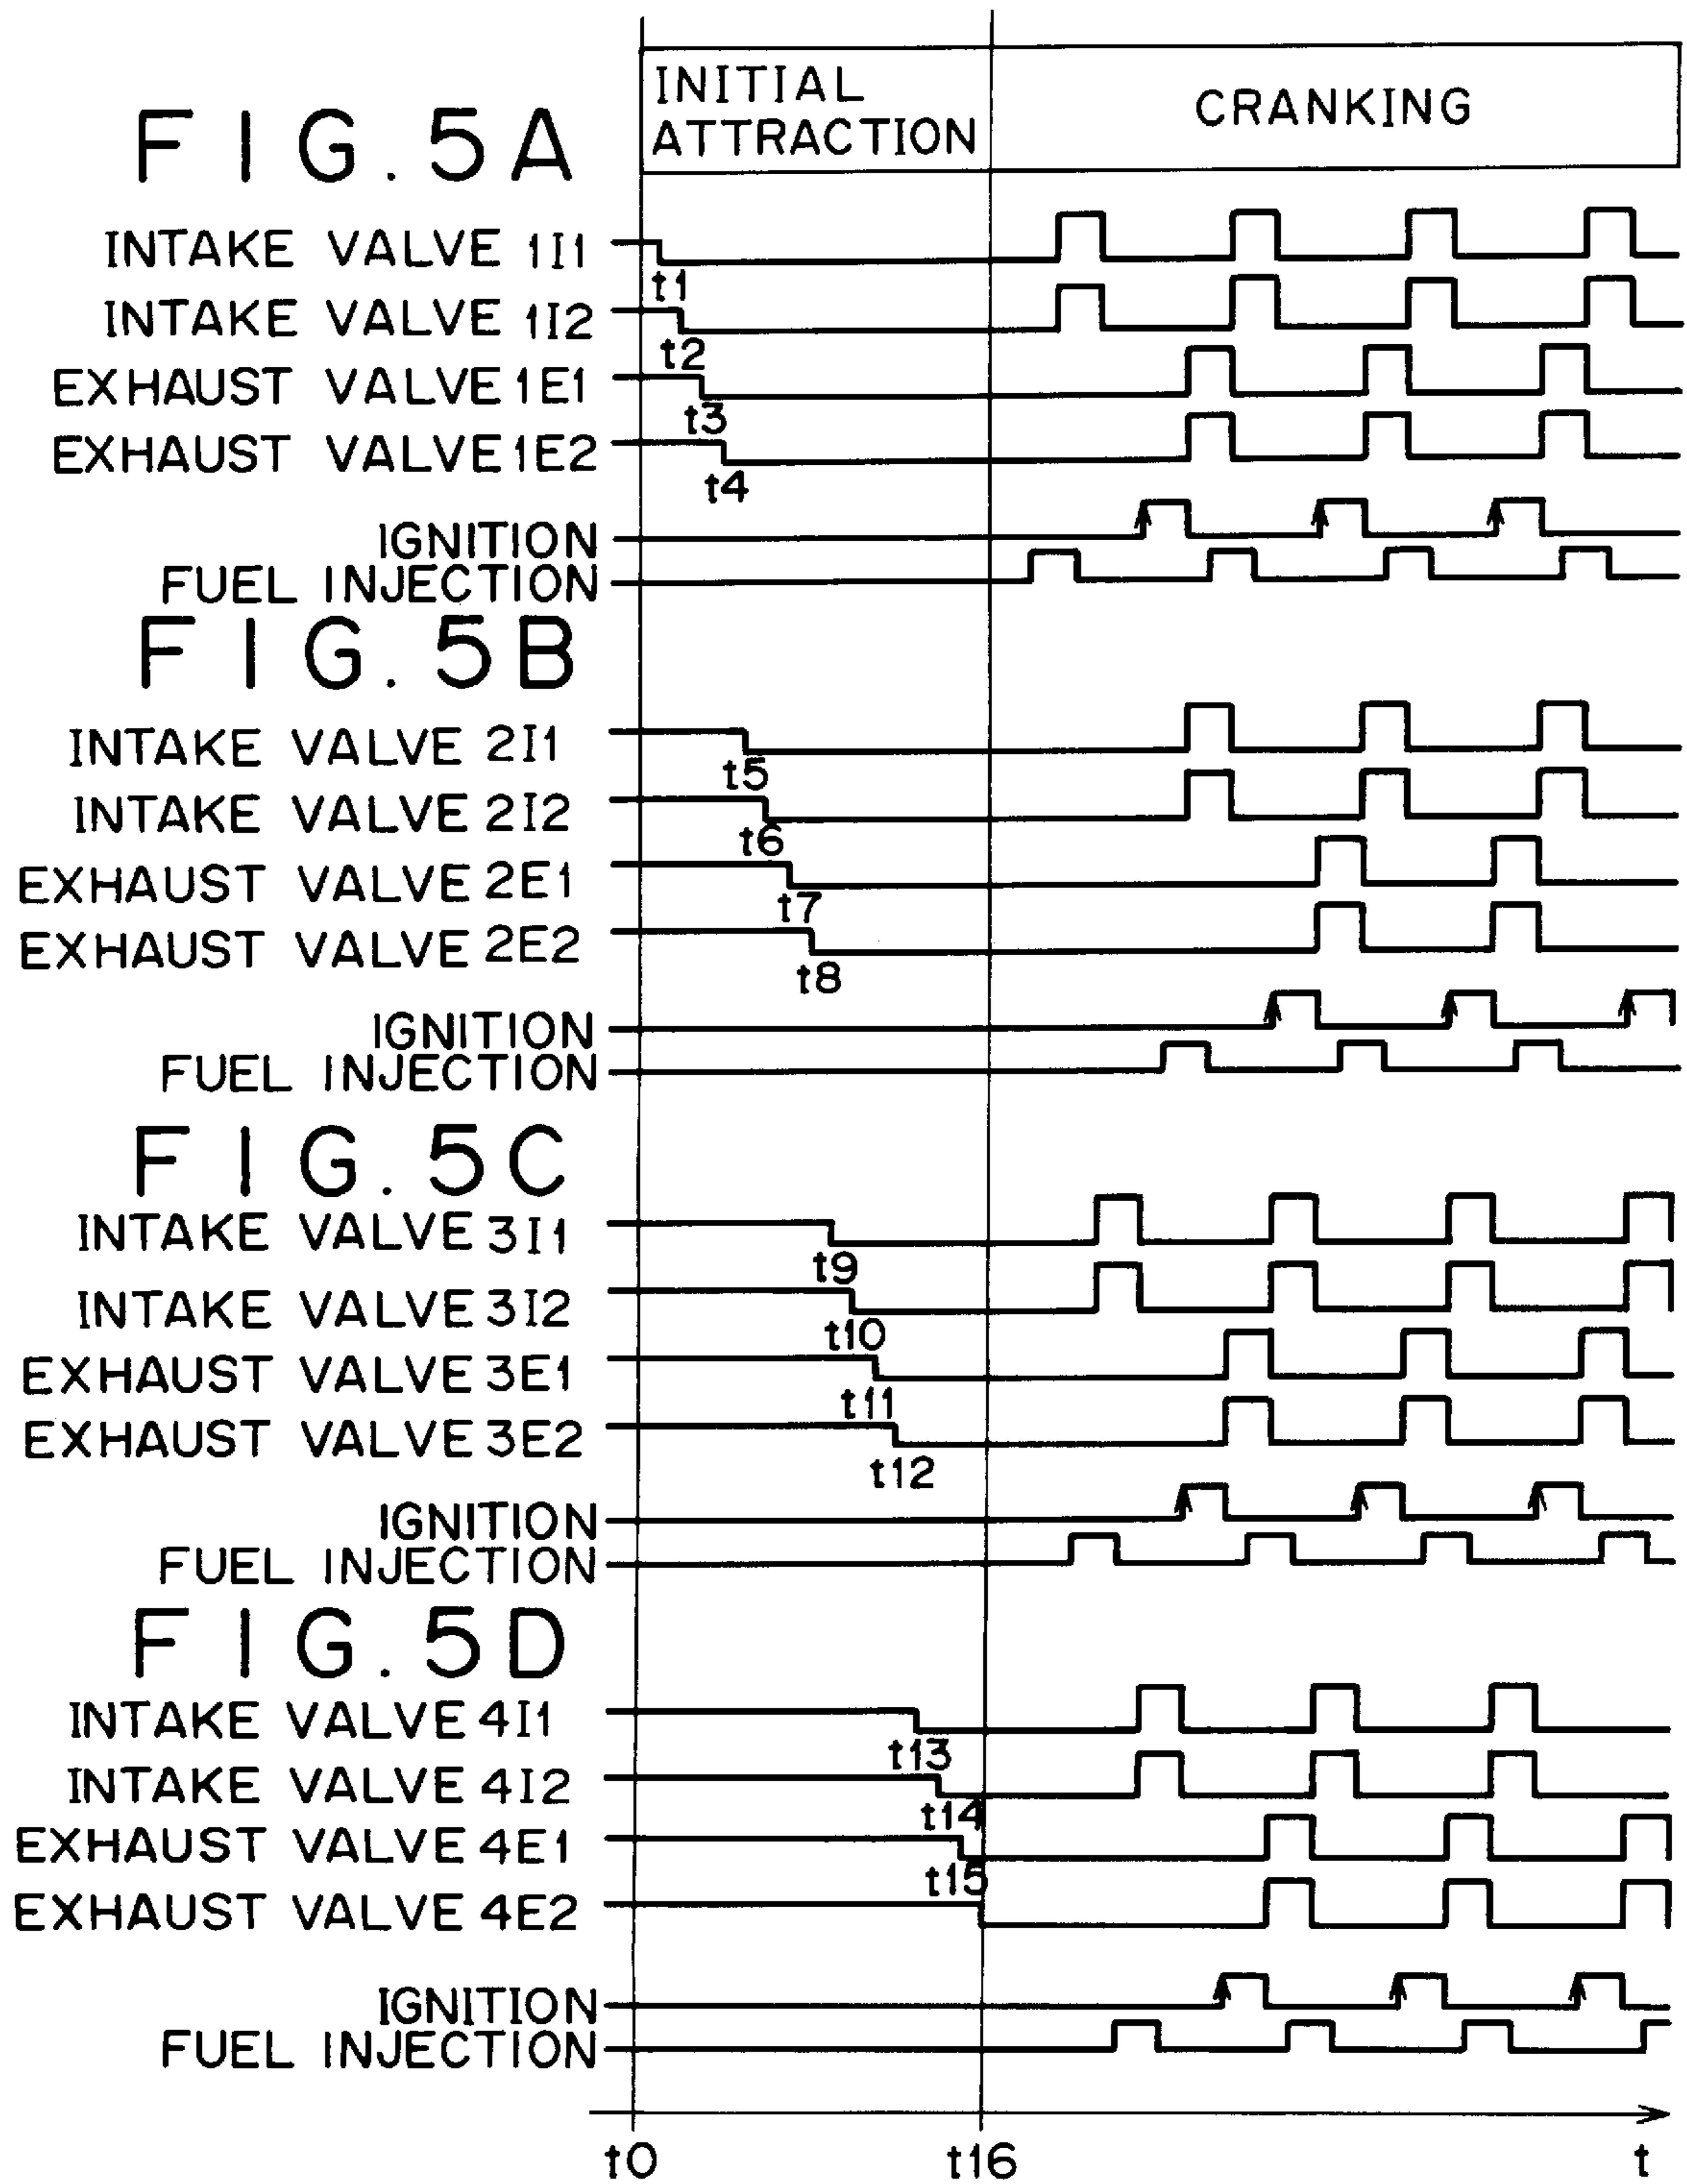 INITIAL
ATTRACTION
CRANKING
FIG. 5A
INTAKE VALVE 1I1
t1
INTAKE VALVE 1I2
t2
EXHAUST VALVE 1E1
t3
EXHAUST VALVE 1E2
t4
IGNITION
FUEL INJECTION
FIG. 5B
INTAKE VALVE 2I1
t5
INTAKE VALVE 2I2
t6
EXHAUST VALVE 2E1
t7
EXHAUST VALVE 2E2
t8
IGNITION
FUEL INJECTION
FIG. 5C
INTAKE VALVE 3I1
t9
INTAKE VALVE 3I2
t10
EXHAUST VALVE 3E1
t11
EXHAUST VALVE 3E2
t12
IGNITION
FUEL INJECTION
FIG. 5D
INTAKE VALVE 4I1
t13
INTAKE VALVE 4I2
t14
EXHAUST VALVE 4E1
t15
EXHAUST VALVE 4E2
IGNITION
FUEL INJECTION
t0 t16 t